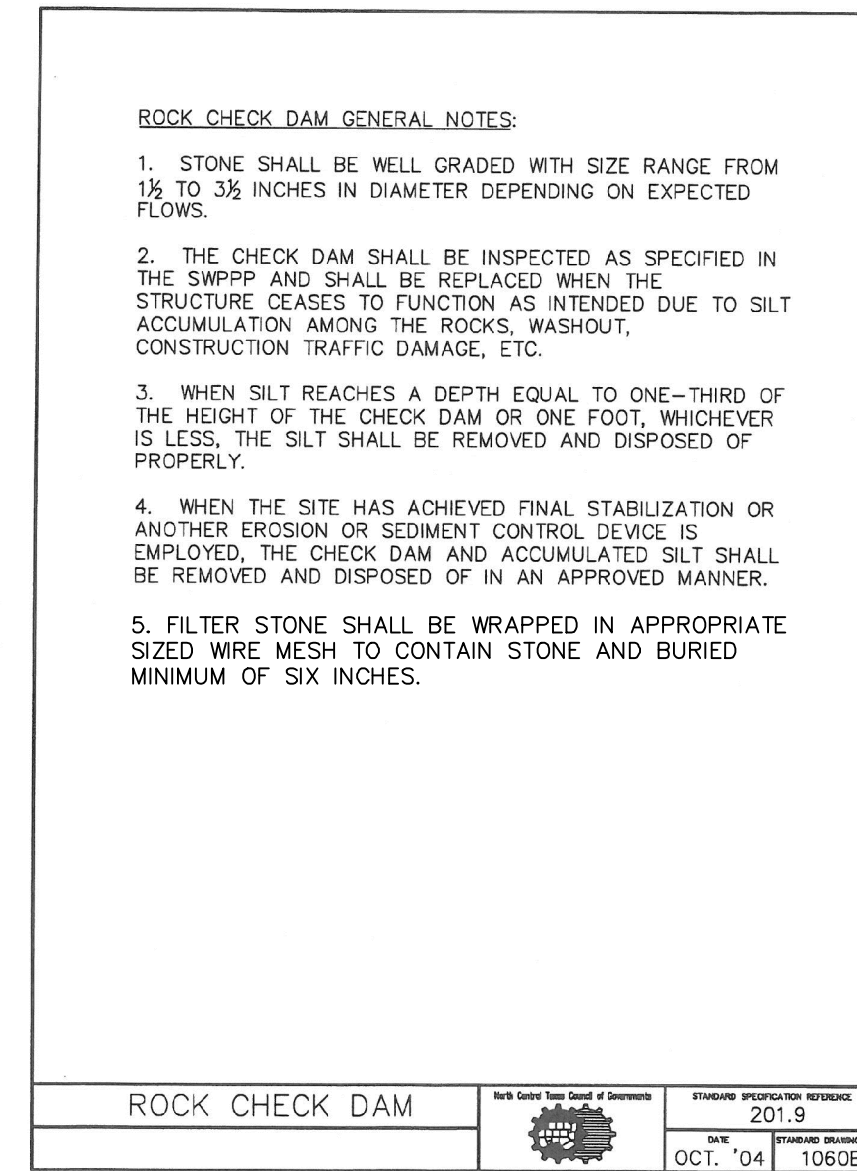 ROCK CHECK DAM GENERAL NOTES:
1. STONE SHALL BE WELL GRADED WITH SIZE RANGE FROM
1½ TO 3½ INCHES IN DIAMETER DEPENDING ON EXPECTED
FLOWS.
2. THE CHECK DAM SHALL BE INSPECTED AS SPECIFIED IN
THE SWPPP AND SHALL BE REPLACED WHEN THE
STRUCTURE CEASES TO FUNCTION AS INTENDED DUE TO SILT
ACCUMULATION AMONG THE ROCKS, WASHOUT,
CONSTRUCTION TRAFFIC DAMAGE, ETC.
3. WHEN SILT REACHES A DEPTH EQUAL TO ONE-THIRD OF
THE HEIGHT OF THE CHECK DAM OR ONE FOOT, WHICHEVER
IS LESS, THE SILT SHALL BE REMOVED AND DISPOSED OF
PROPERLY.
4. WHEN THE SITE HAS ACHIEVED FINAL STABILIZATION OR
ANOTHER EROSION OR SEDIMENT CONTROL DEVICE IS
EMPLOYED, THE CHECK DAM AND ACCUMULATED SILT SHALL
BE REMOVED AND DISPOSED OF IN AN APPROVED MANNER.
5. FILTER STONE SHALL BE WRAPPED IN APPROPRIATE
SIZED WIRE MESH TO CONTAIN STONE AND BURIED
MINIMUM OF SIX INCHES.
ROCK CHECK DAM
North Central Texas Council of Governments
STANDARD SPECIFICATION REFERENCE
201.9
DATE
OCT. '04
STANDARD DRAWING
1060B